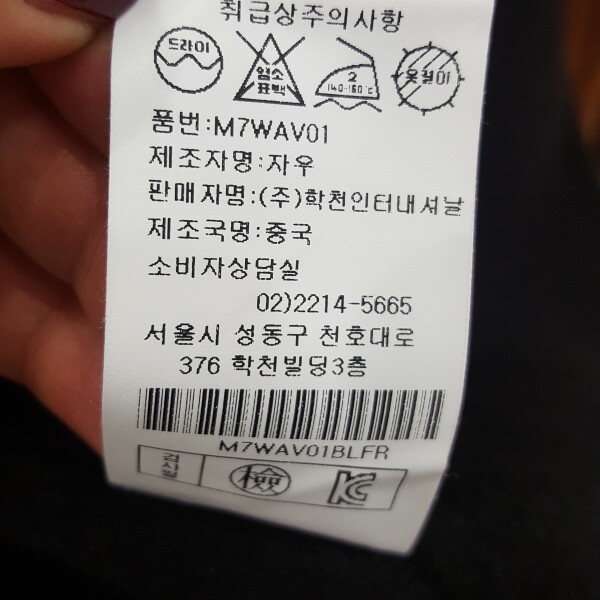 취급상주의사항
드라이 염소 표백 2 140-160℃ 옷걸이
품번:M7WAV01
제조자명:자우
판매자명:(주)학천인터내셔날
제조국명:중국
소비자상담실
02)2214-5665
서울시 성동구 천호대로
376 학천빌딩3층
M7WAV01BLFR
검사필 檢 KC